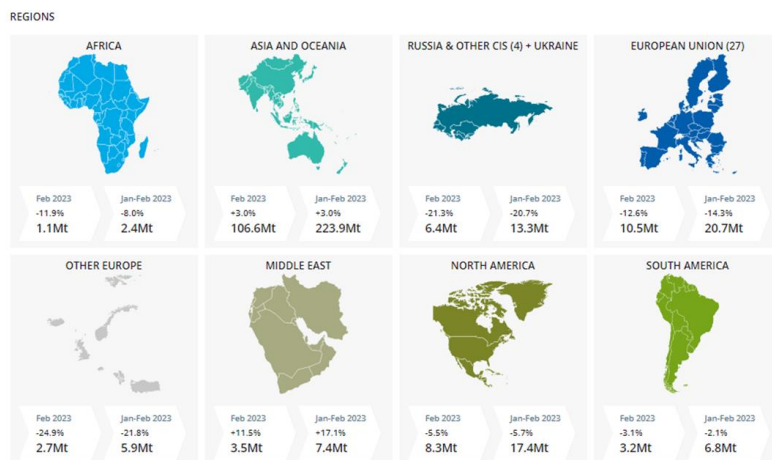 REGIONS
AFRICA
Feb 2023
-11.9%
1.1Mt
Jan-Feb 2023
-8.0%
2.4Mt
ASIA AND OCEANIA
Feb 2023
+3.0%
106.6Mt
Jan-Feb 2023
+3.0%
223.9Mt
RUSSIA & OTHER CIS (4) + UKRAINE
Feb 2023
-21.3%
6.4Mt
Jan-Feb 2023
-20.7%
13.3Mt
EUROPEAN UNION (27)
Feb 2023
-12.6%
10.5Mt
Jan-Feb 2023
-14.3%
20.7Mt
OTHER EUROPE
Feb 2023
-24.9%
2.7Mt
Jan-Feb 2023
-21.8%
5.9Mt
MIDDLE EAST
Feb 2023
+11.5%
3.5Mt
Jan-Feb 2023
+17.1%
7.4Mt
NORTH AMERICA
Feb 2023
-5.5%
8.3Mt
Jan-Feb 2023
-5.7%
17.4Mt
SOUTH AMERICA
Feb 2023
-3.1%
3.2Mt
Jan-Feb 2023
-2.1%
6.8Mt